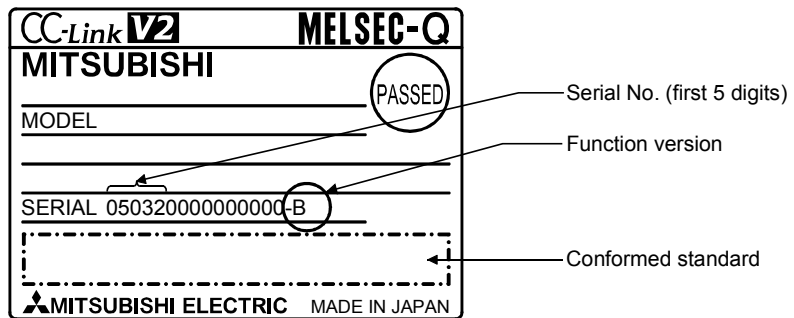 CC-Link V2 MELSEC-Q
MITSUBISHI
PASSED
Serial No. (first 5 digits)
MODEL
Function version
SERIAL 050320000000000-B
Conformed standard
MITSUBISHI ELECTRIC MADE IN JAPAN